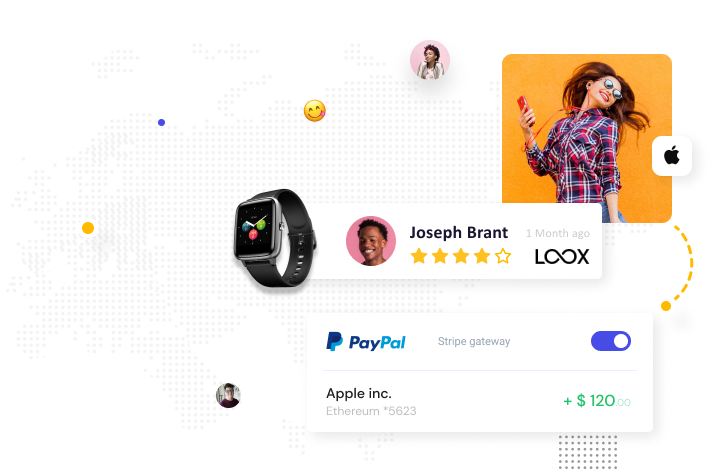 Joseph Brant
1 Month ago
LOOX
PayPal
Stripe gateway
Apple inc.
Ethereum *5623
+ $ 120.00